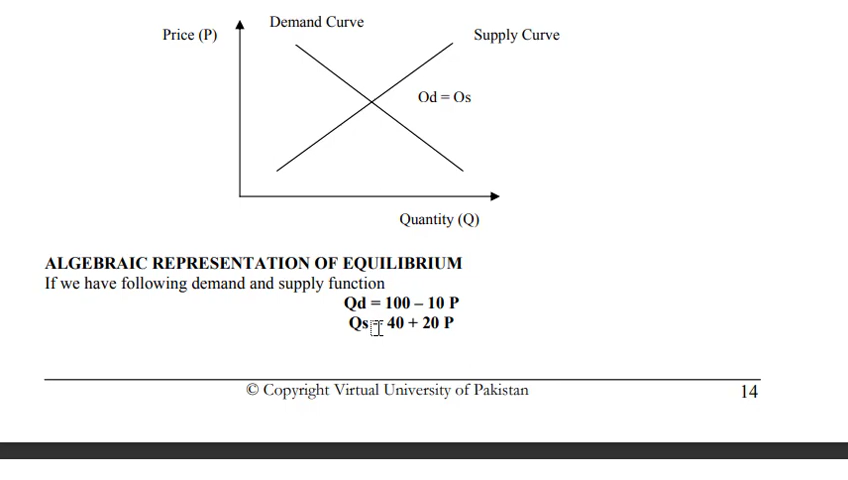 Demand Curve
Price (P)
Supply Curve
Od = Os
Quantity (Q)
ALGEBRAIC REPRESENTATION OF EQUILIBRIUM
If we have following demand and supply function
Qd = 100 – 10 P
Qs = 40 + 20 P
© Copyright Virtual University of Pakistan
14